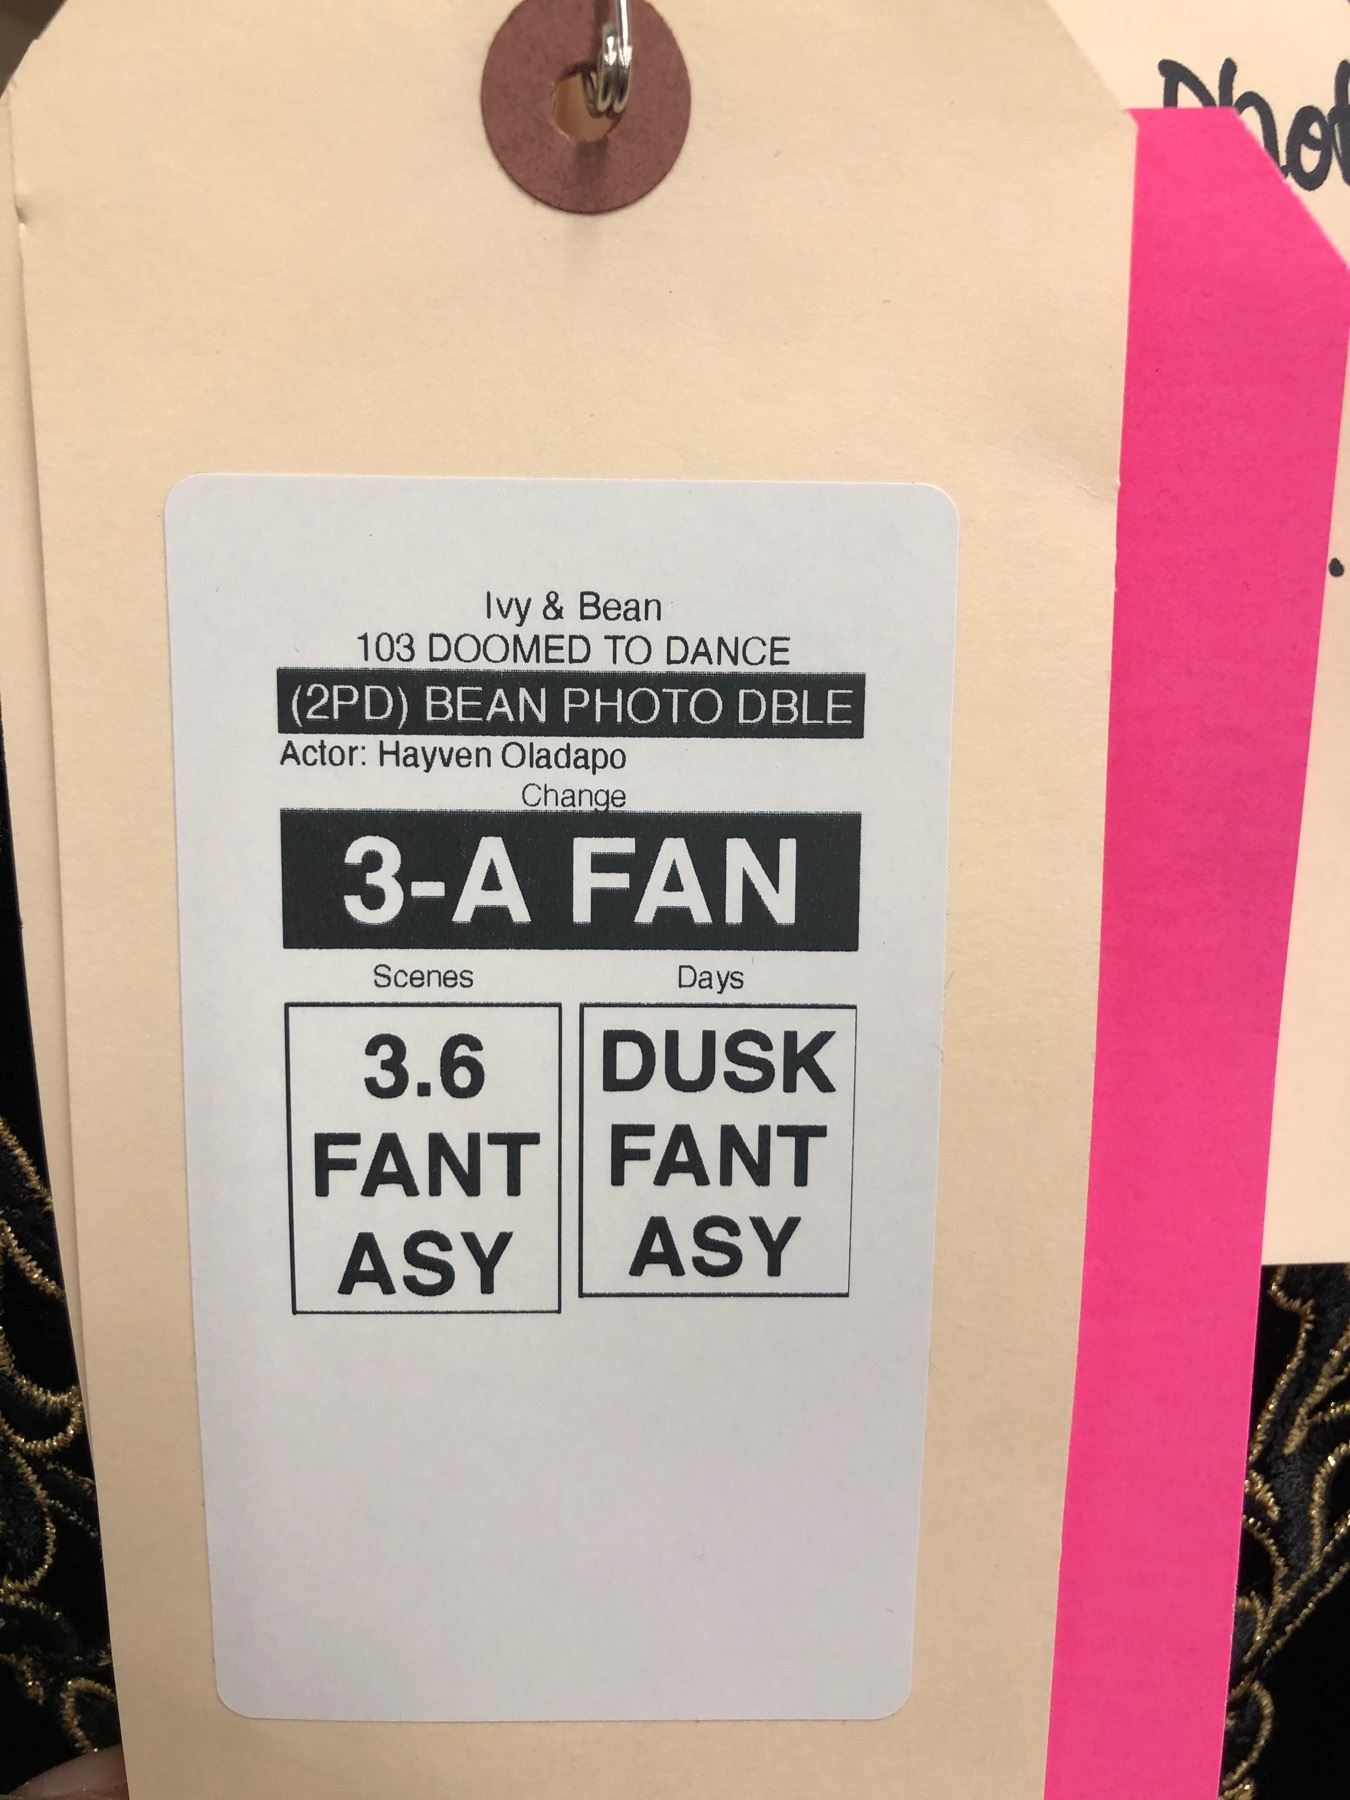 Ivy & Bean
103 DOOMED TO DANCE
(2PD) BEAN PHOTO DBLE
Actor: Hayven Oladapo
Change
3-A FAN
Scenes
Days
3.6
FANT
ASY
DUSK
FANT
ASY